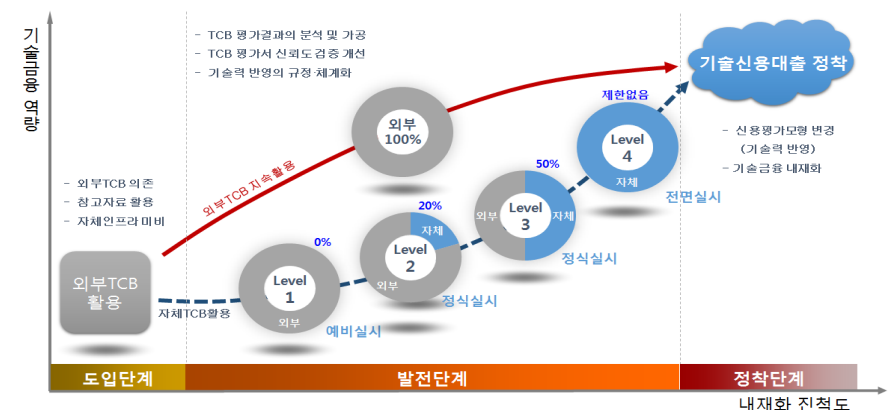 기술금융 역량
- TCB 평가결과의 분석 및 가공
- TCB 평가서 신뢰도 검증 개선
- 기술력 반영의 규정·체계화
기술신용대출 정착
- 신용평가모형 변경
(기술력 반영)
- 기술금융 내재화
외부
100%
제한없음
Level
4
자체
전면실시
- 외부TCB 의존
- 참고자료 활용
- 자체인프라 미비
외부TCB 지속활용
50%
외부
Level
3
자체
정식실시
20%
자체
Level
2
외부
정식실시
0%
Level
1
외부
예비실시
외부TCB
활용
자체TCB활용
도입단계
발전단계
정착단계
내재화 진척도